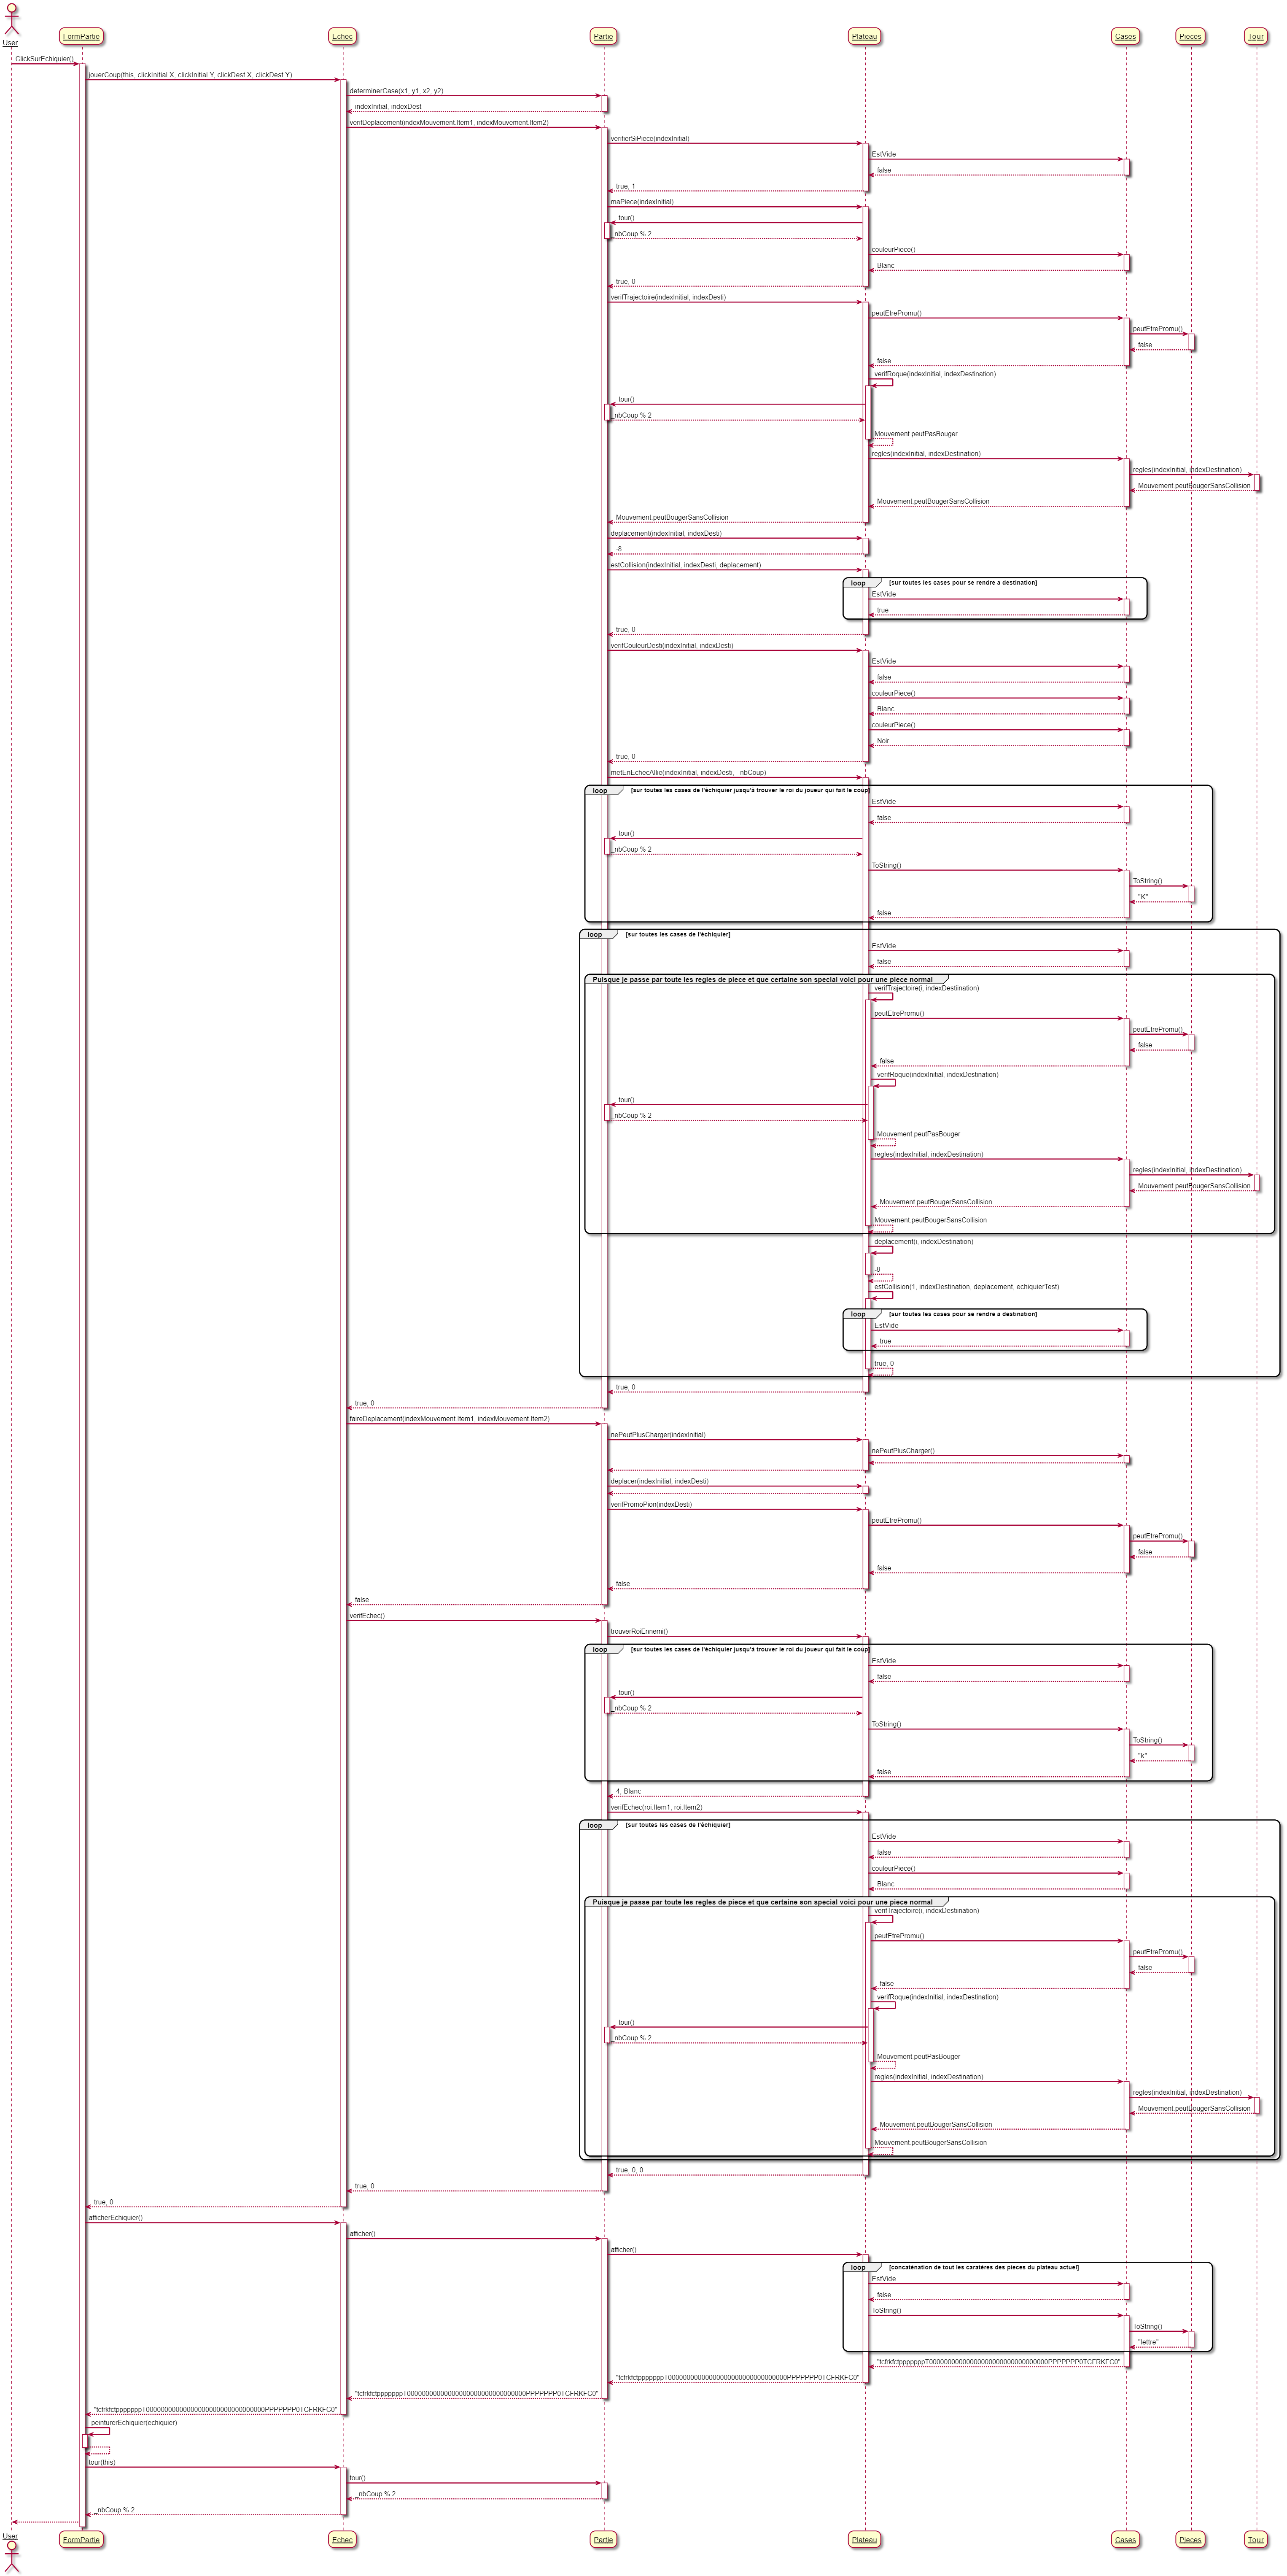 User
FormPartie
Echec
Partie
Plateau
Cases
Pieces
Tour
ClickSurEchiquier()
jouerCoup(this, clickInitial.X, clickInitial.Y, clickDest.X, clickDest.Y)
determinerCase(x1, y1, x2, y2)
indexInitial, indexDest
verifDeplacement(indexMouvement.Item1, indexMouvement.Item2)
verifierSiPiece(indexInitial)
EstVide
false
true, 1
maPiece(indexInitial)
tour()
_nbCoup % 2
couleurPiece()
Blanc
true, 0
verifTrajectoire(indexInitial, indexDesti)
peutEtrePromu()
peutEtrePromu()
false
false
verifRoque(indexInitial, indexDestination)
tour()
_nbCoup % 2
Mouvement.peutPasBouger
regles(indexInitial, indexDestination)
regles(indexInitial, indexDestination)
Mouvement.peutBougerSansCollision
Mouvement.peutBougerSansCollision
Mouvement.peutBougerSansCollision
deplacement(indexInitial, indexDesti)
-8
estCollision(indexInitial, indexDesti, deplacement)
loop [sur toutes les cases pour se rendre a destination]
EstVide
true
true, 0
verifCouleurDesti(indexInitial, indexDesti)
EstVide
false
couleurPiece()
Blanc
couleurPiece()
Noir
true, 0
metEnEchecAllie(indexInitial, indexDesti, _nbCoup)
loop [sur toutes les cases de l'échiquier jusqu'à trouver le roi du joueur qui fait le coup]
EstVide
false
tour()
_nbCoup % 2
ToString()
ToString()
"K"
false
loop [sur toutes les cases de l'échiquier]
EstVide
false
Puisque je passe par toute les regles de piece et que certaine son special voici pour une piece normal
verifTrajectoire(i, indexDestiination)
peutEtrePromu()
peutEtrePromu()
false
false
verifRoque(indexInitial, indexDestination)
tour()
_nbCoup % 2
Mouvement.peutPasBouger
regles(indexInitial, indexDestination)
regles(indexInitial, indexDestination)
Mouvement.peutBougerSansCollision
Mouvement.peutBougerSansCollision
Mouvement.peutBougerSansCollision
deplacement(i, indexDestination)
-8
estCollision(1, indexDestination, deplacement, echiquierTest)
loop [sur toutes les cases pour se rendre a destination]
EstVide
true
true, 0
true, 0
true, 0
faireDeplacement(indexMouvement.Item1, indexMouvement.Item2)
nePeutPlusCharger(indexInitial)
nePeutPlusCharger()
deplacer(indexInitial, indexDesti)
verifPromoPion(indexDesti)
peutEtrePromu()
peutEtrePromu()
false
false
false
false
verifEchec()
trouverRoiEnnemi()
loop [sur toutes les cases de l'échiquier jusqu'à trouver le roi du joueur qui fait le coup]
EstVide
false
tour()
_nbCoup % 2
ToString()
ToString()
"k"
false
4, Blanc
verifEchec(roi.Item1, roi.Item2)
loop [sur toutes les cases de l'échiquier]
EstVide
false
couleurPiece()
Blanc
Puisque je passe par toute les regles de piece et que certaine son special voici pour une piece normal
verifTrajectoire(i, indexDestiination)
peutEtrePromu()
peutEtrePromu()
false
false
verifRoque(indexInitial, indexDestination)
tour()
_nbCoup % 2
Mouvement.peutPasBouger
regles(indexInitial, indexDestination)
regles(indexInitial, indexDestination)
Mouvement.peutBougerSansCollision
Mouvement.peutBougerSansCollision
Mouvement.peutBougerSansCollision
true, 0, 0
true, 0
true, 0
afficherEchiquier()
afficher()
afficher()
loop [concaténation de tout les caratères des pieces du plateau actuel]
EstVide
false
ToString()
ToString()
"lettre"
peinturerEchiquier(echiquier)
tour(this)
tour()
_nbCoup % 2
_nbCoup % 2
User
FormPartie
Echec
Partie
Plateau
Cases
Pieces
Tour